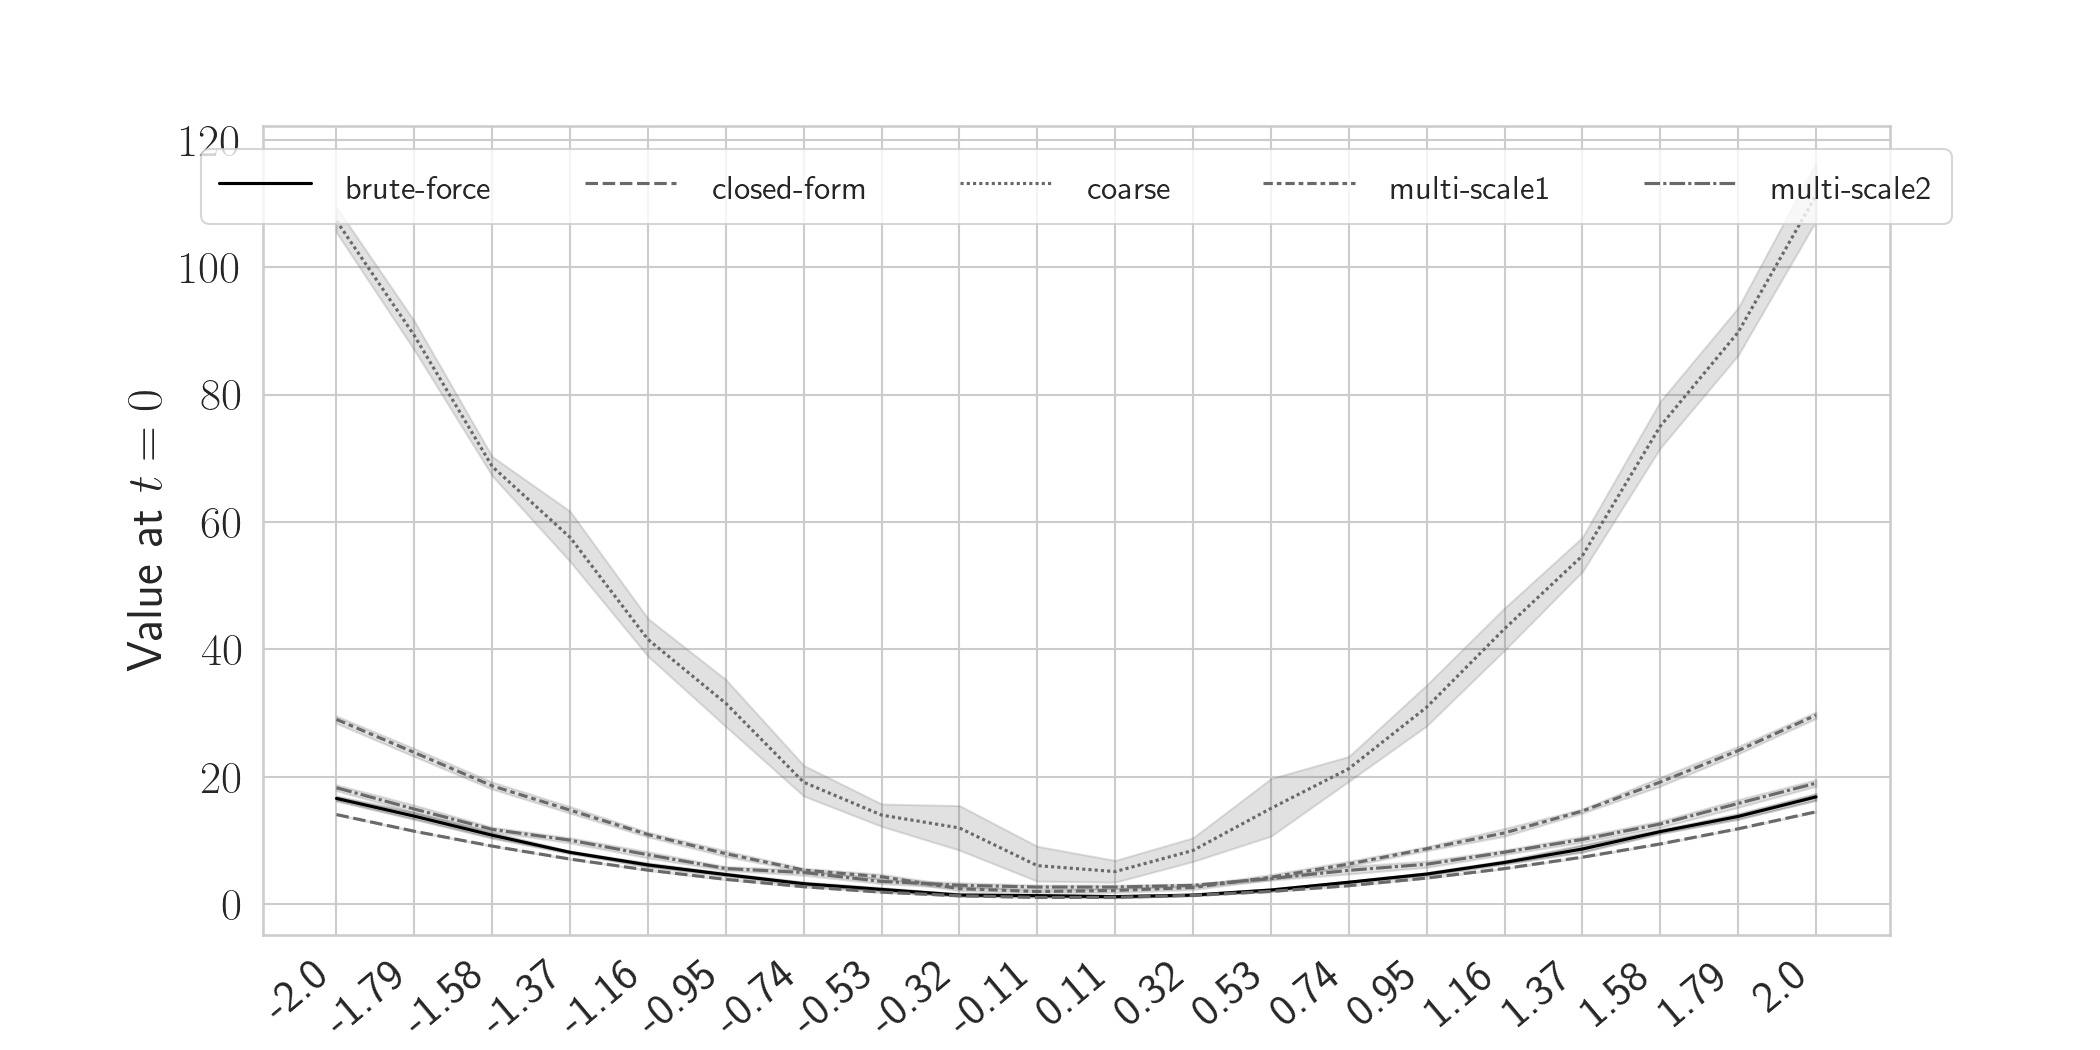 120
brute-force closed-form coarse multi-scale1 multi-scale2
100
80
60
40
20
0
Value at t = 0
-2.0 -1.79 -1.58 -1.37 -1.16 -0.95 -0.74 -0.53 -0.32 -0.11 0.11 0.32 0.53 0.74 0.95 1.16 1.37 1.58 1.79 2.0